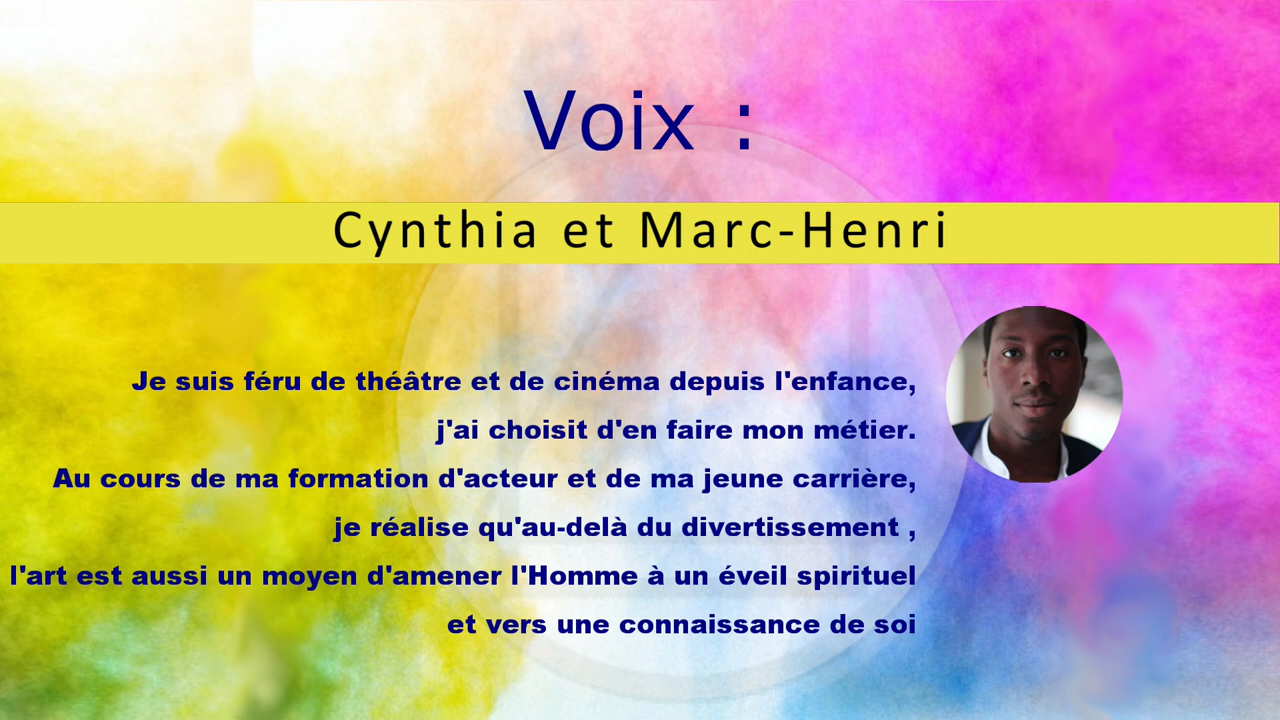 Voix :
Cynthia et Marc-Henri
Je suis féru de théâtre et de cinéma depuis l'enfance,
j'ai choisit d'en faire mon métier.
Au cours de ma formation d'acteur et de ma jeune carrière,
je réalise qu'au-delà du divertissement ,
l'art est aussi un moyen d'amener l'Homme à un éveil spirituel
et vers une connaissance de soi